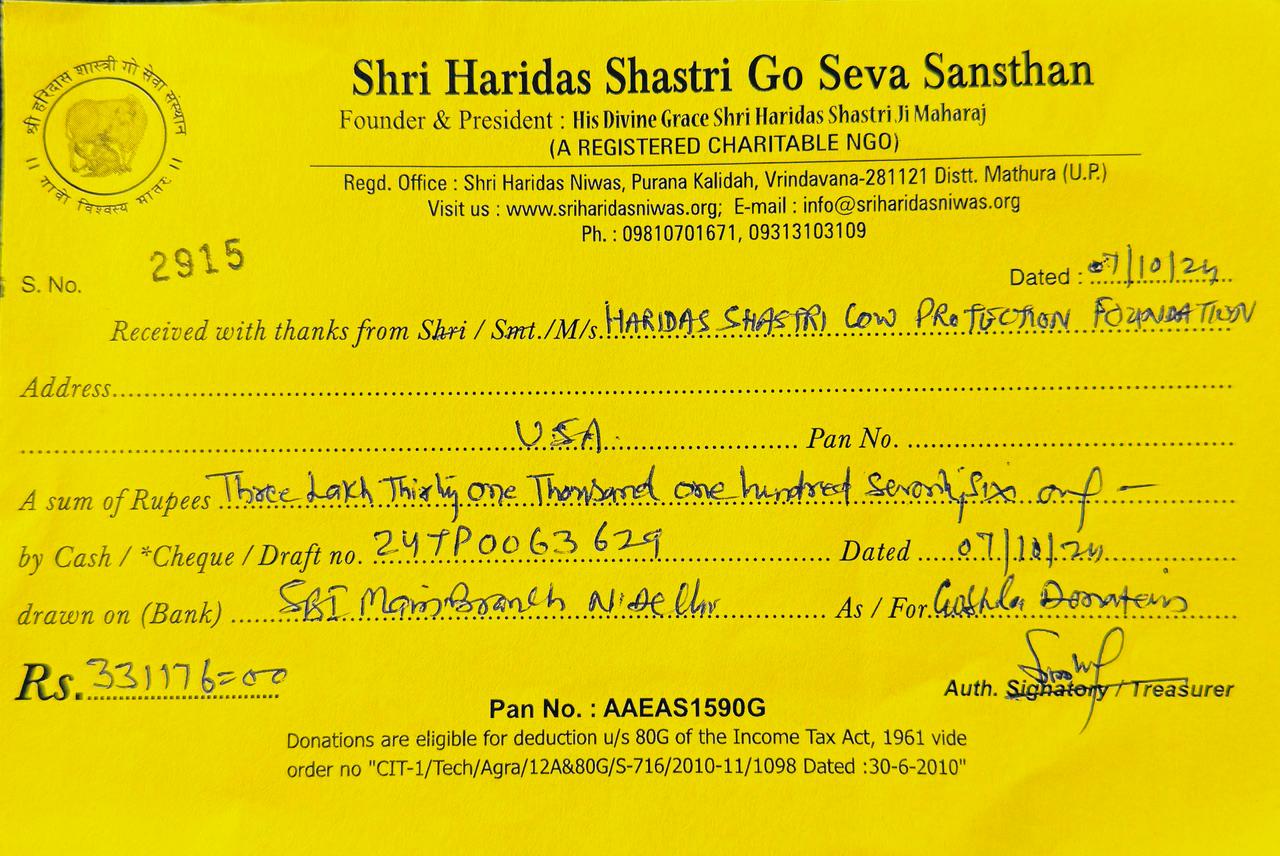 श्री हरिदास शास्त्री गो सेवा संस्थान
॥ गावो विश्वस्य मातरः ॥
Shri Haridas Shastri Go Seva Sansthan
Founder & President : His Divine Grace Shri Haridas Shastri Ji Maharaj
(A REGISTERED CHARITABLE NGO)
Regd. Office : Shri Haridas Niwas, Purana Kalidah, Vrindavana-281121 Distt. Mathura (U.P.)
Visit us : www.sriharidasniwas.org; E-mail : info@sriharidasniwas.org
Ph. : 09810701671, 09313103109
S. No. 2915
Dated : 07/10/24
Received with thanks from Shri / Smt./M/s. HARIDAS SHASTRI COW PROTECTION FOUNDATION
Address
USA. Pan No.
A sum of Rupees Three Lakh Thirty one Thousand one hundred Seventy Six only —
by Cash / *Cheque / Draft no. 24TP0063629 Dated 07/10/24
drawn on (Bank) SBI Main Branch N. Delhi As / For Donation
Rs. 331176=00
Auth. Signatory / Treasurer
Pan No. : AAEAS1590G
Donations are eligible for deduction u/s 80G of the Income Tax Act, 1961 vide
order no "CIT-1/Tech/Agra/12A&80G/S-716/2010-11/1098 Dated :30-6-2010"